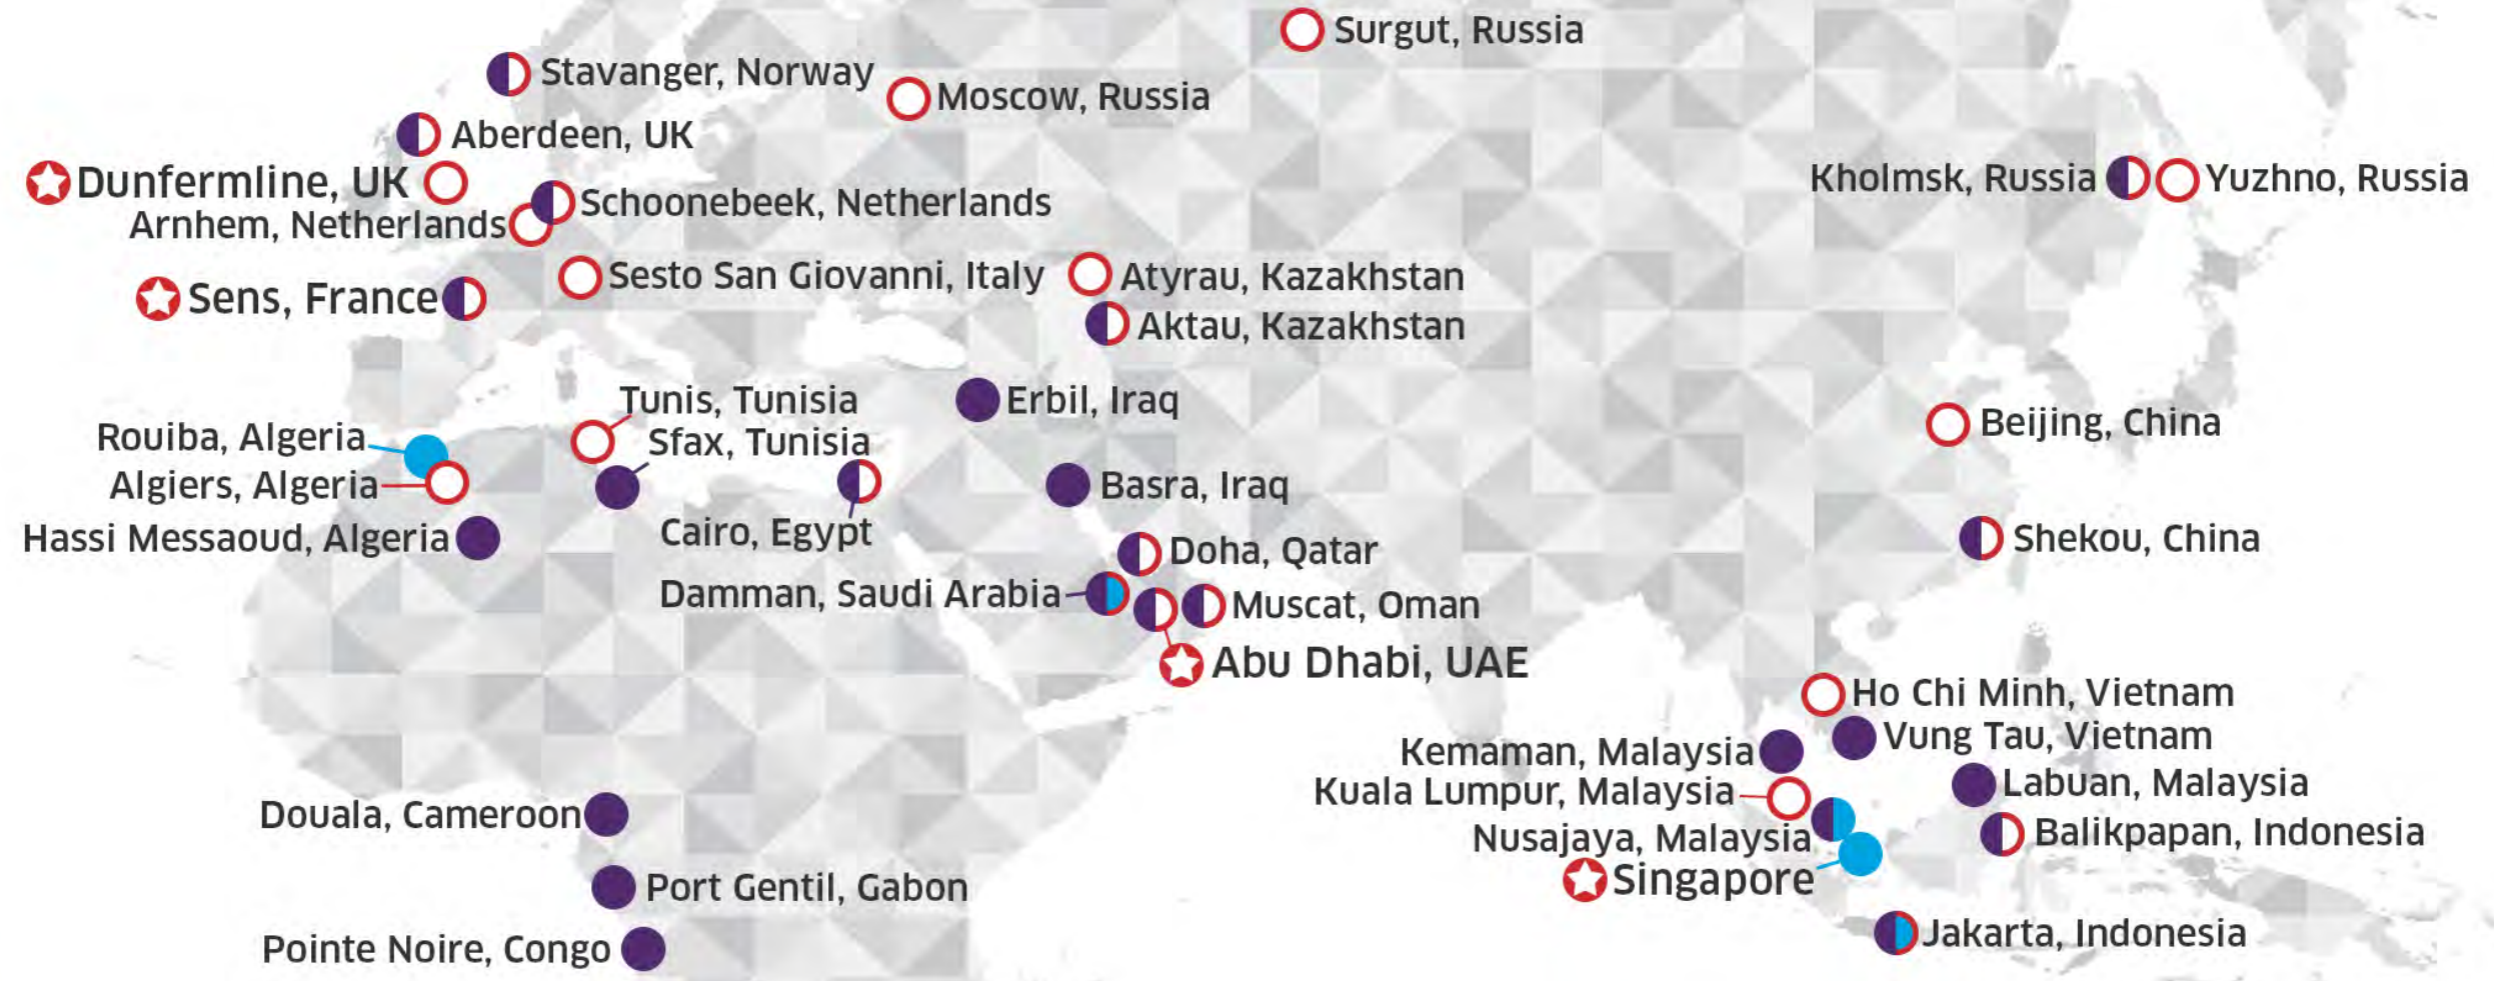 Surgut, Russia
Stavanger, Norway
Moscow, Russia
Aberdeen, UK
Dunfermline, UK
Kholmsk, Russia
Yuzhno, Russia
Schoonebeek, Netherlands
Arnhem, Netherlands
Sesto San Giovanni, Italy
Atyrau, Kazakhstan
Sens, France
Aktau, Kazakhstan
Tunis, Tunisia
Erbil, Iraq
Beijing, China
Rouiba, Algeria
Sfax, Tunisia
Algiers, Algeria
Basra, Iraq
Hassi Messaoud, Algeria
Cairo, Egypt
Shekou, China
Doha, Qatar
Damman, Saudi Arabia
Muscat, Oman
Abu Dhabi, UAE
Ho Chi Minh, Vietnam
Vung Tau, Vietnam
Kemaman, Malaysia
Labuan, Malaysia
Kuala Lumpur, Malaysia
Douala, Cameroon
Balikpapan, Indonesia
Nusajaya, Malaysia
Singapore
Port Gentil, Gabon
Jakarta, Indonesia
Pointe Noire, Congo